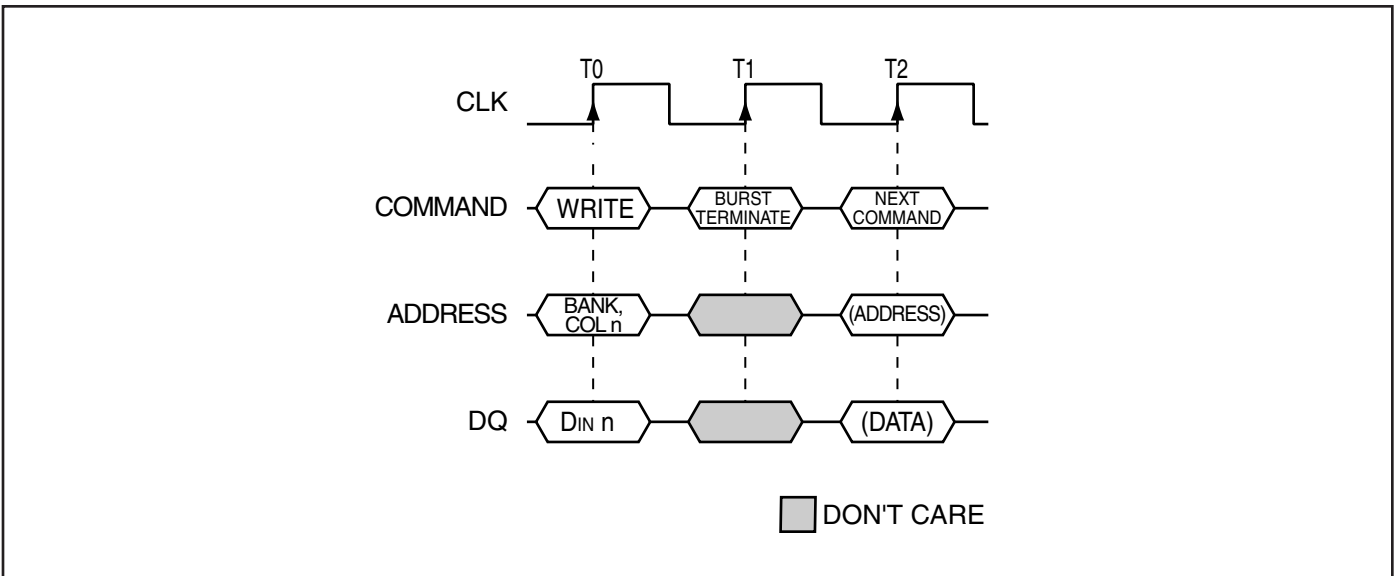 T0 T1 T2
CLK
COMMAND WRITE BURST TERMINATE NEXT COMMAND
ADDRESS BANK, COL n (ADDRESS)
DQ DIN n (DATA)
DON'T CARE